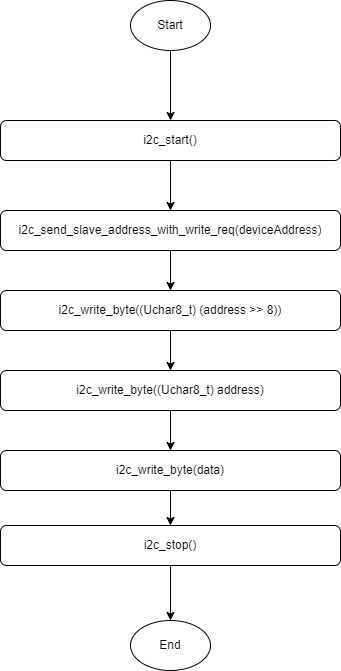 Start
i2c_start()
i2c_send_slave_address_with_write_req(deviceAddress)
i2c_write_byte((Uchar8_t) (address >> 8))
i2c_write_byte((Uchar8_t) address)
i2c_write_byte(data)
i2c_stop()
End